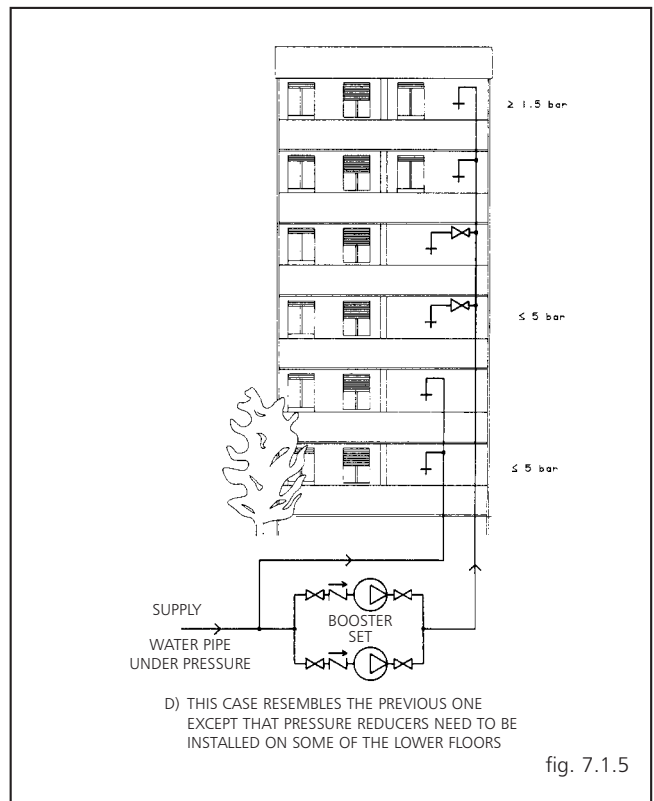 ≥ 1.5 bar
≤ 5 bar
≤ 5 bar
SUPPLY
WATER PIPE
UNDER PRESSURE
BOOSTER
SET
D) THIS CASE RESEMBLES THE PREVIOUS ONE
EXCEPT THAT PRESSURE REDUCERS NEED TO BE
INSTALLED ON SOME OF THE LOWER FLOORS
fig. 7.1.5